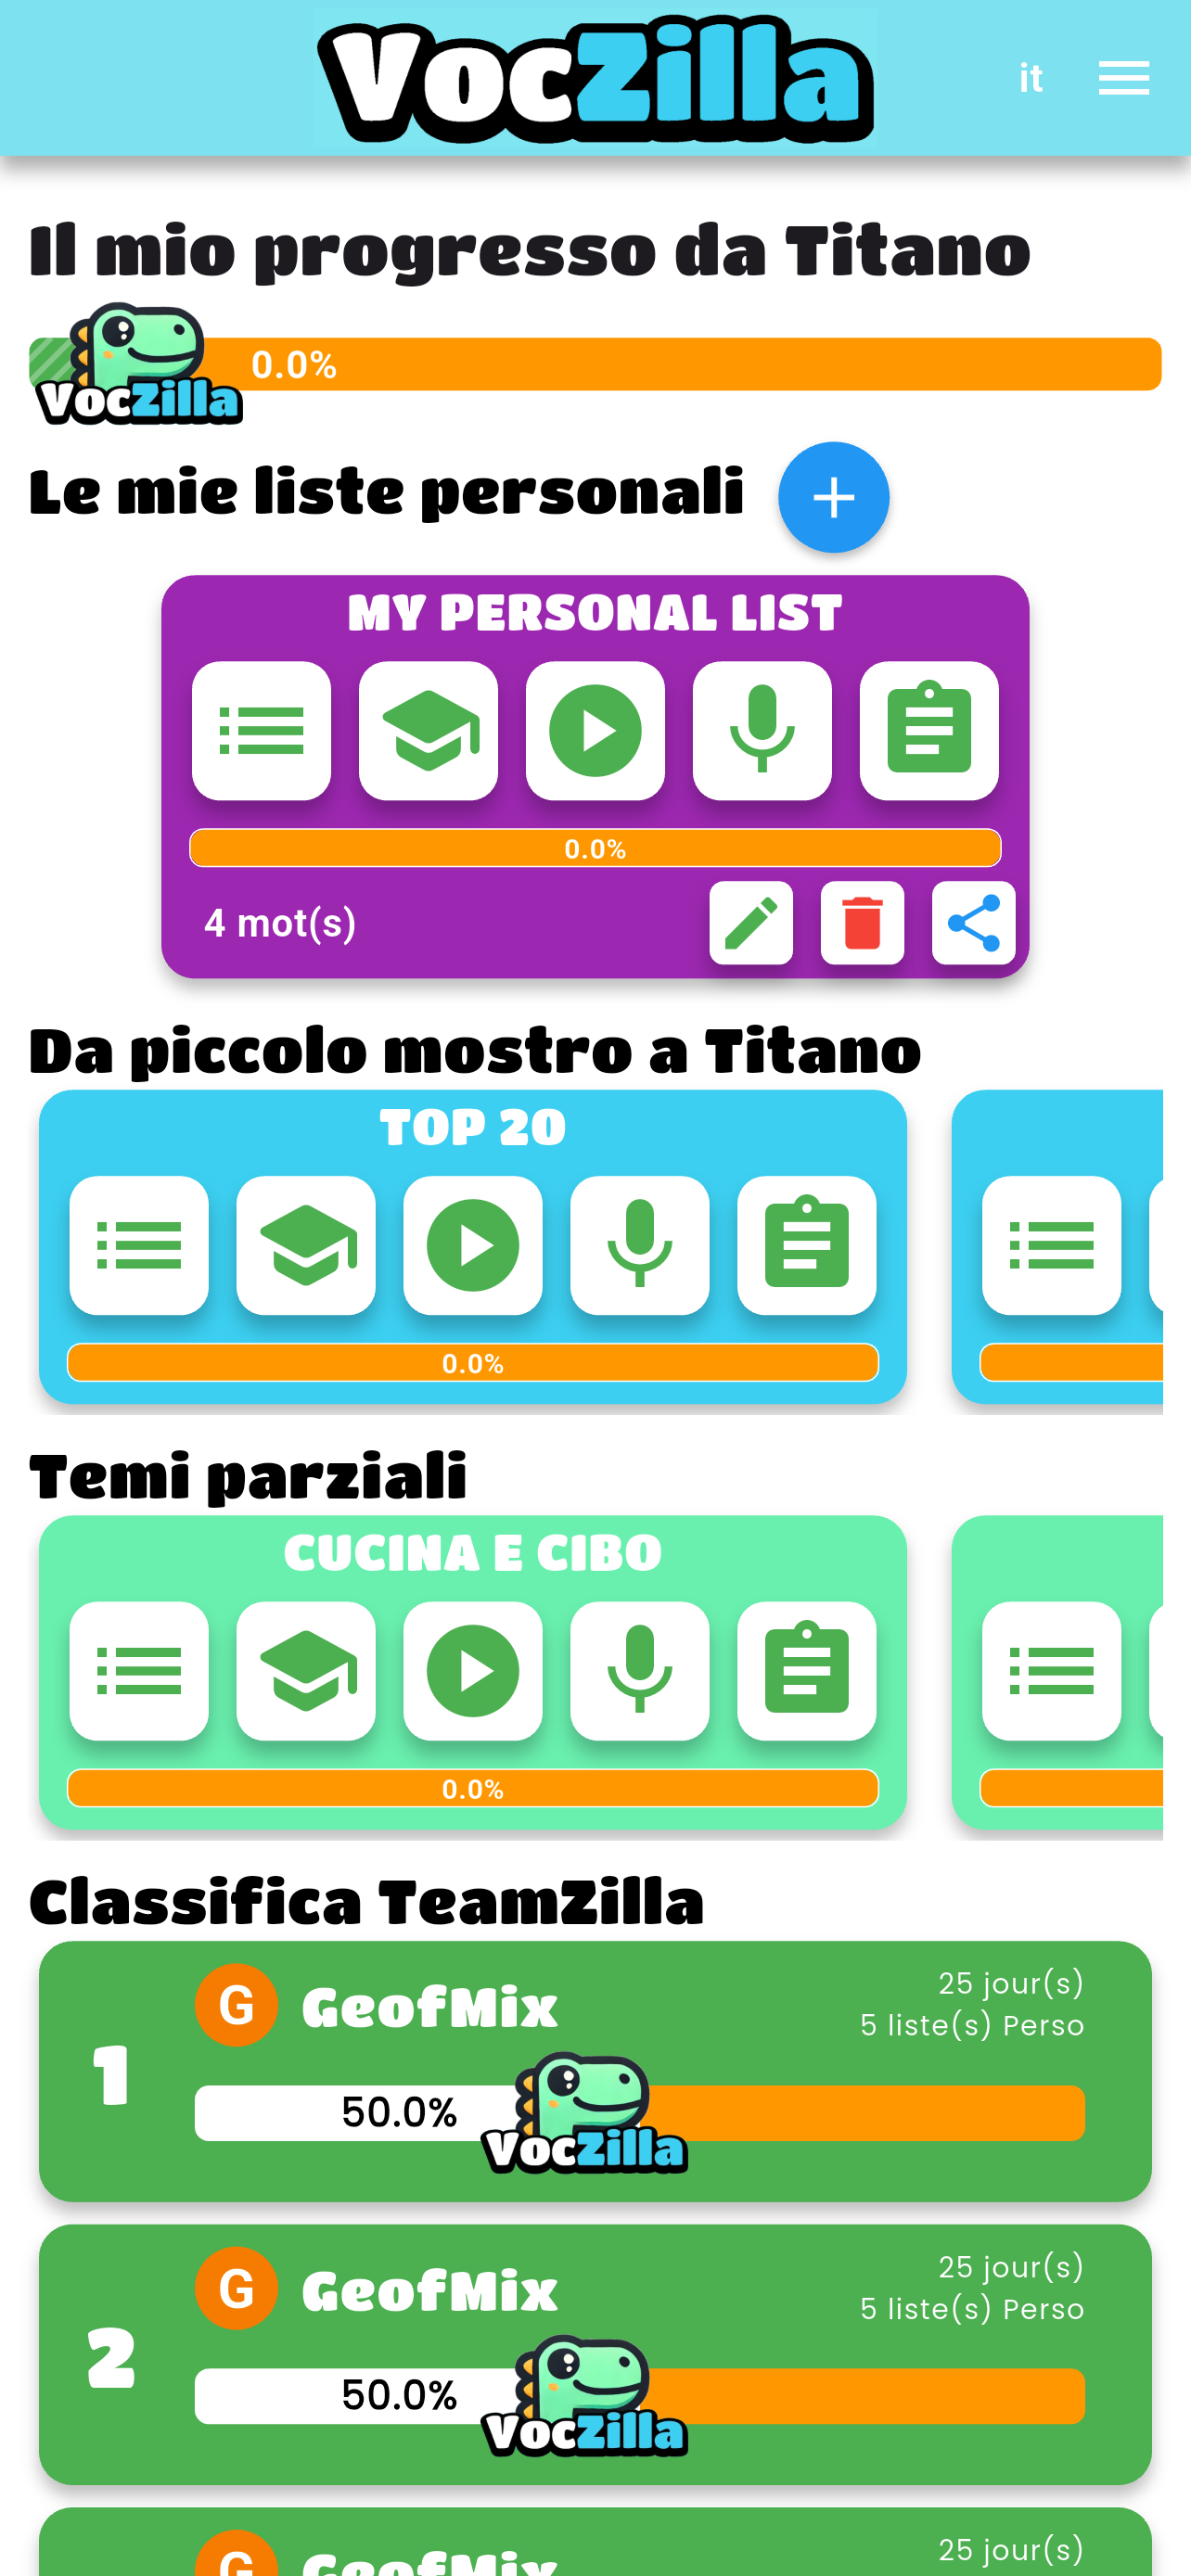 VocZilla
it
Il mio progresso da Titano
0.0%
VocZilla
Le mie liste personali
MY PERSONAL LIST
0.0%
4 mot(s)
Da piccolo mostro a Titano
TOP 20
0.0%
Temi parziali
CUCINA E CIBO
0.0%
Classifica TeamZilla
1
G GeofMix
25 jour(s)
5 liste(s) Perso
50.0%
VocZilla
2
G GeofMix
25 jour(s)
5 liste(s) Perso
50.0%
VocZilla
G GeofMix
25 jour(s)